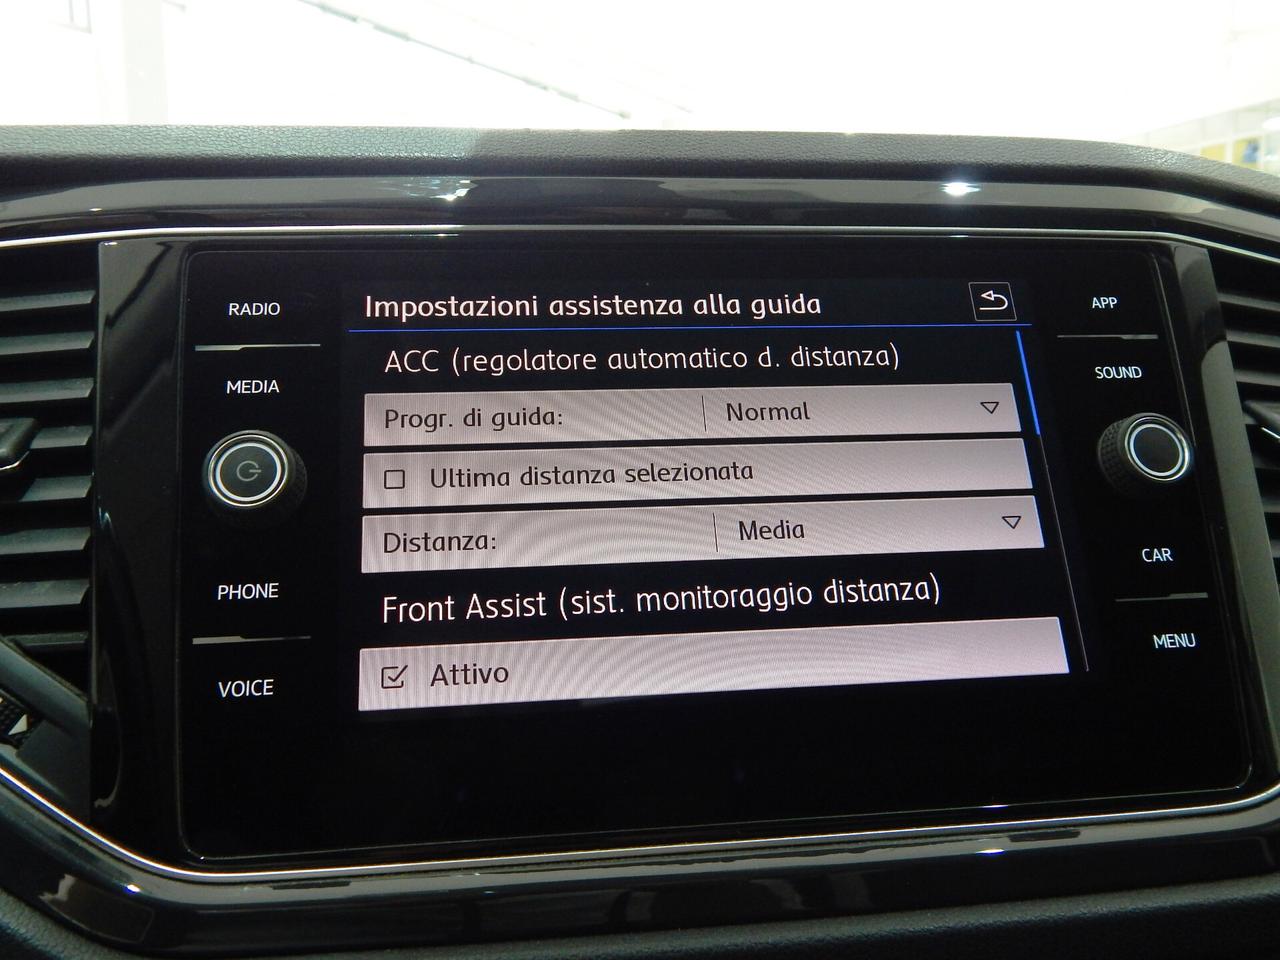 RADIO
MEDIA
PHONE
VOICE
Impostazioni assistenza alla guida
ACC (regolatore automatico d. distanza)
Progr. di guida: Normal
Ultima distanza selezionata
Distanza: Media
Front Assist (sist. monitoraggio distanza)
Attivo
APP
SOUND
CAR
MENU